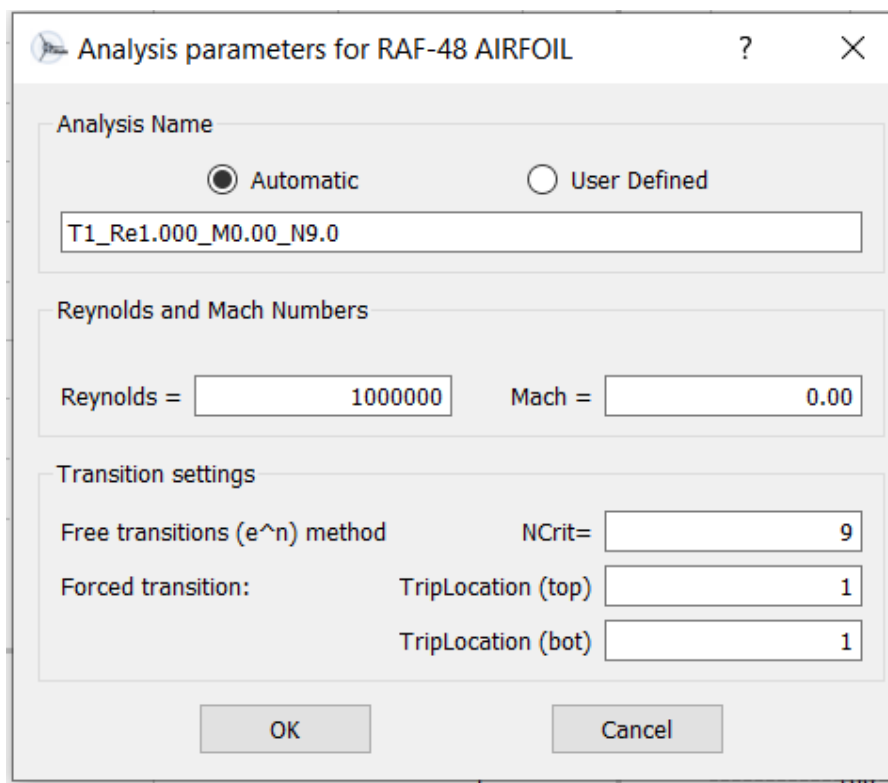 Analysis parameters for RAF-48 AIRFOIL ?
Analysis Name
Automatic User Defined
T1_Re1.000_M0.00_N9.0
Reynolds and Mach Numbers
Reynolds = 1000000 Mach = 0.00
Transition settings
Free transitions (e^n) method NCrit= 9
Forced transition: TripLocation (top) 1
TripLocation (bot) 1
OK Cancel